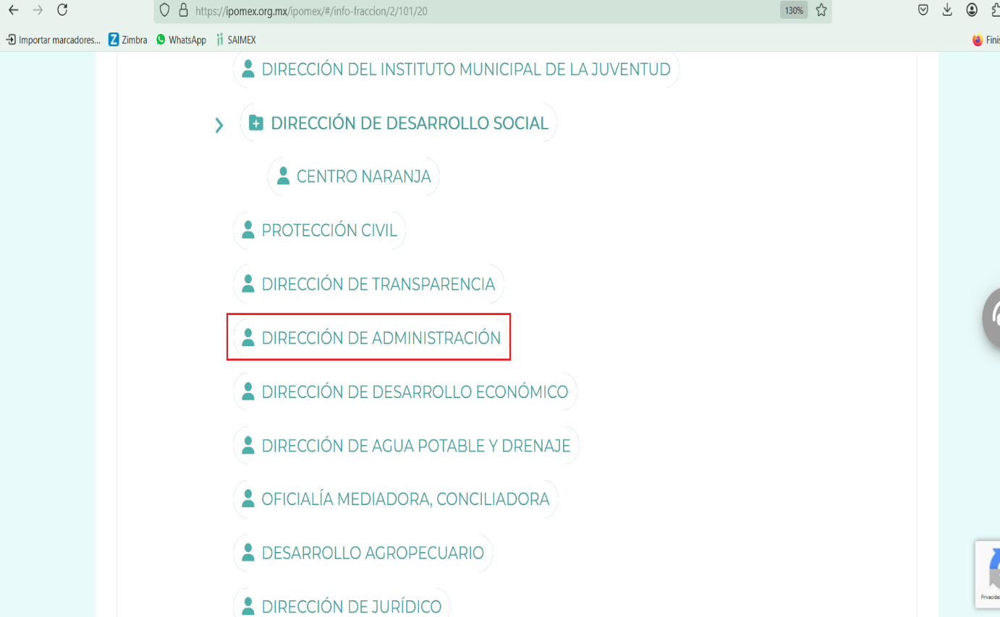 https://ipomex.org.mx/ipomex/#/info-fraccion/2/101/20
130%
Importar marcadores...
Zimbra
WhatsApp
SAIMEX
DIRECCIÓN DEL INSTITUTO MUNICIPAL DE LA JUVENTUD
DIRECCIÓN DE DESARROLLO SOCIAL
CENTRO NARANJA
PROTECCIÓN CIVIL
DIRECCIÓN DE TRANSPARENCIA
DIRECCIÓN DE ADMINISTRACIÓN
DIRECCIÓN DE DESARROLLO ECONÓMICO
DIRECCIÓN DE AGUA POTABLE Y DRENAJE
OFICIALÍA MEDIADORA, CONCILIADORA
DESARROLLO AGROPECUARIO
DIRECCIÓN DE JURÍDICO